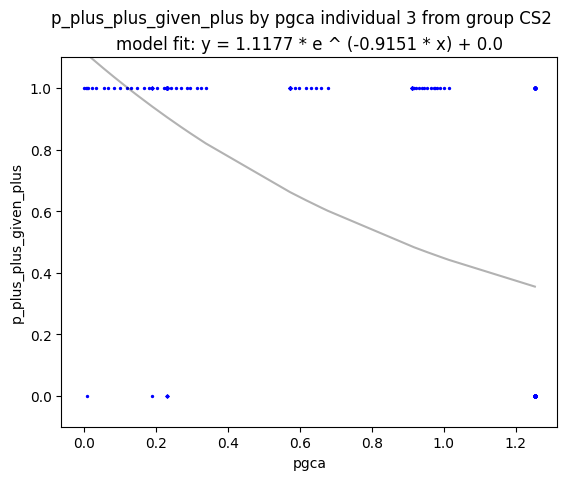 p_plus_plus_given_plus by pgca individual 3 from group CS2
model fit: y = 1.1177 * e ^ (-0.9151 * x) + 0.0
1.0
0.8
0.6
0.4
0.2
0.0
p_plus_plus_given_plus
0.0 0.2 0.4 0.6 0.8 1.0 1.2
pgca